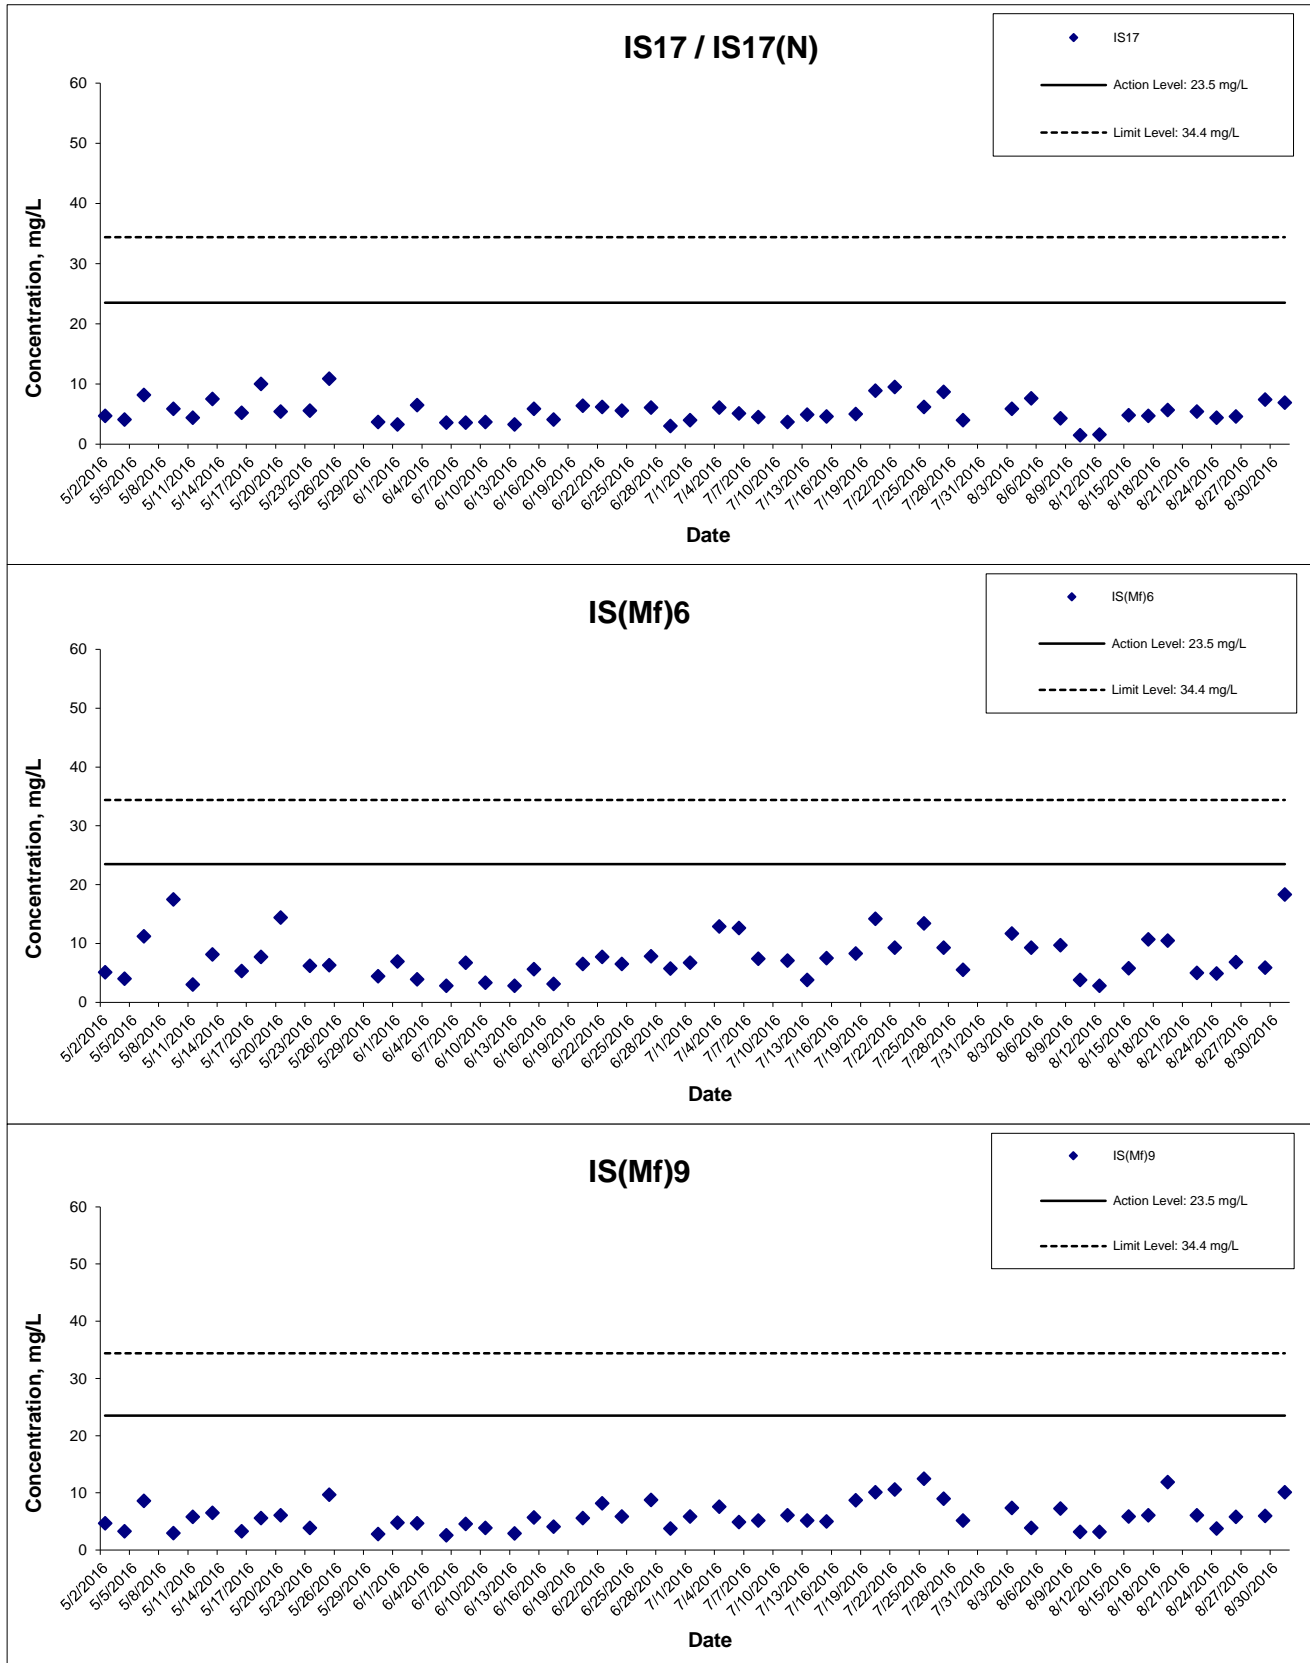 IS17 / IS17(N)
IS17
Action Level: 23.5 mg/L
Limit Level: 34.4 mg/L
Concentration, mg/L
60
50
40
30
20
10
0
5/2/2016 5/5/2016 5/8/2016 5/11/2016 5/14/2016 5/17/2016 5/20/2016 5/23/2016 5/26/2016 5/29/2016 6/1/2016 6/4/2016 6/7/2016 6/10/2016 6/13/2016 6/16/2016 6/19/2016 6/22/2016 6/25/2016 6/28/2016 7/1/2016 7/4/2016 7/7/2016 7/10/2016 7/13/2016 7/16/2016 7/19/2016 7/22/2016 7/25/2016 7/28/2016 7/31/2016 8/3/2016 8/6/2016 8/9/2016 8/12/2016 8/15/2016 8/18/2016 8/21/2016 8/24/2016 8/27/2016 8/30/2016
Date
IS(Mf)6
IS(Mf)6
Action Level: 23.5 mg/L
Limit Level: 34.4 mg/L
Concentration, mg/L
60
50
40
30
20
10
0
5/2/2016 5/5/2016 5/8/2016 5/11/2016 5/14/2016 5/17/2016 5/20/2016 5/23/2016 5/26/2016 5/29/2016 6/1/2016 6/4/2016 6/7/2016 6/10/2016 6/13/2016 6/16/2016 6/19/2016 6/22/2016 6/25/2016 6/28/2016 7/1/2016 7/4/2016 7/7/2016 7/10/2016 7/13/2016 7/16/2016 7/19/2016 7/22/2016 7/25/2016 7/28/2016 7/31/2016 8/3/2016 8/6/2016 8/9/2016 8/12/2016 8/15/2016 8/18/2016 8/21/2016 8/24/2016 8/27/2016 8/30/2016
Date
IS(Mf)9
IS(Mf)9
Action Level: 23.5 mg/L
Limit Level: 34.4 mg/L
Concentration, mg/L
60
50
40
30
20
10
0
5/2/2016 5/5/2016 5/8/2016 5/11/2016 5/14/2016 5/17/2016 5/20/2016 5/23/2016 5/26/2016 5/29/2016 6/1/2016 6/4/2016 6/7/2016 6/10/2016 6/13/2016 6/16/2016 6/19/2016 6/22/2016 6/25/2016 6/28/2016 7/1/2016 7/4/2016 7/7/2016 7/10/2016 7/13/2016 7/16/2016 7/19/2016 7/22/2016 7/25/2016 7/28/2016 7/31/2016 8/3/2016 8/6/2016 8/9/2016 8/12/2016 8/15/2016 8/18/2016 8/21/2016 8/24/2016 8/27/2016 8/30/2016
Date